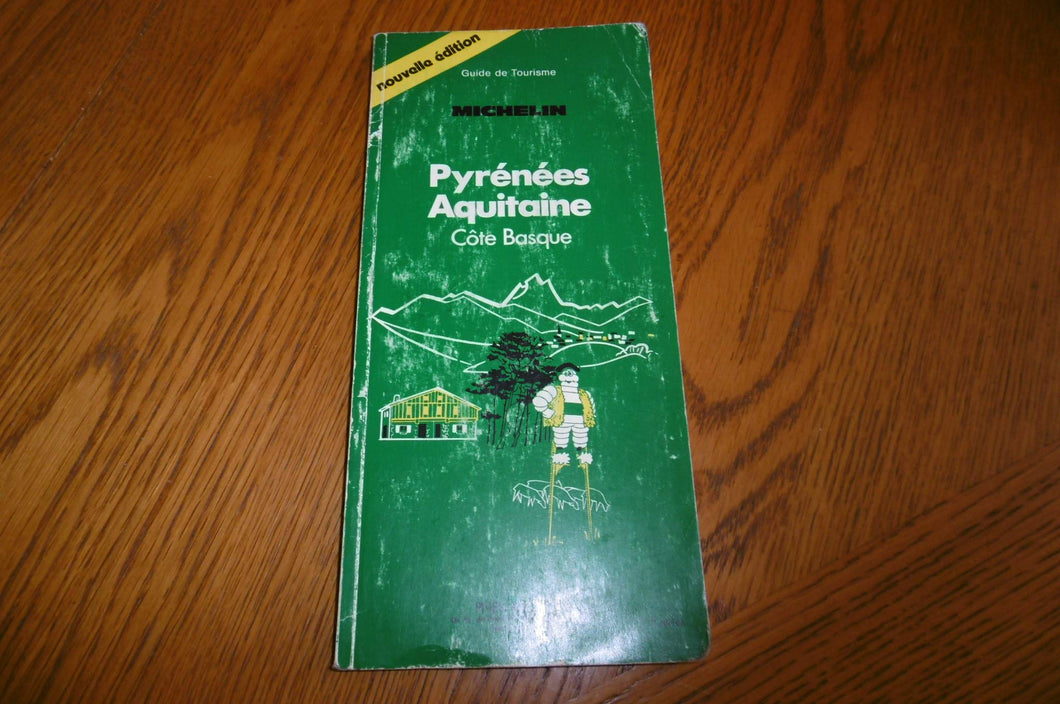 nouvelle édition
Guide de Tourisme
MICHELIN
Pyrénées
Aquitaine
Côte Basque